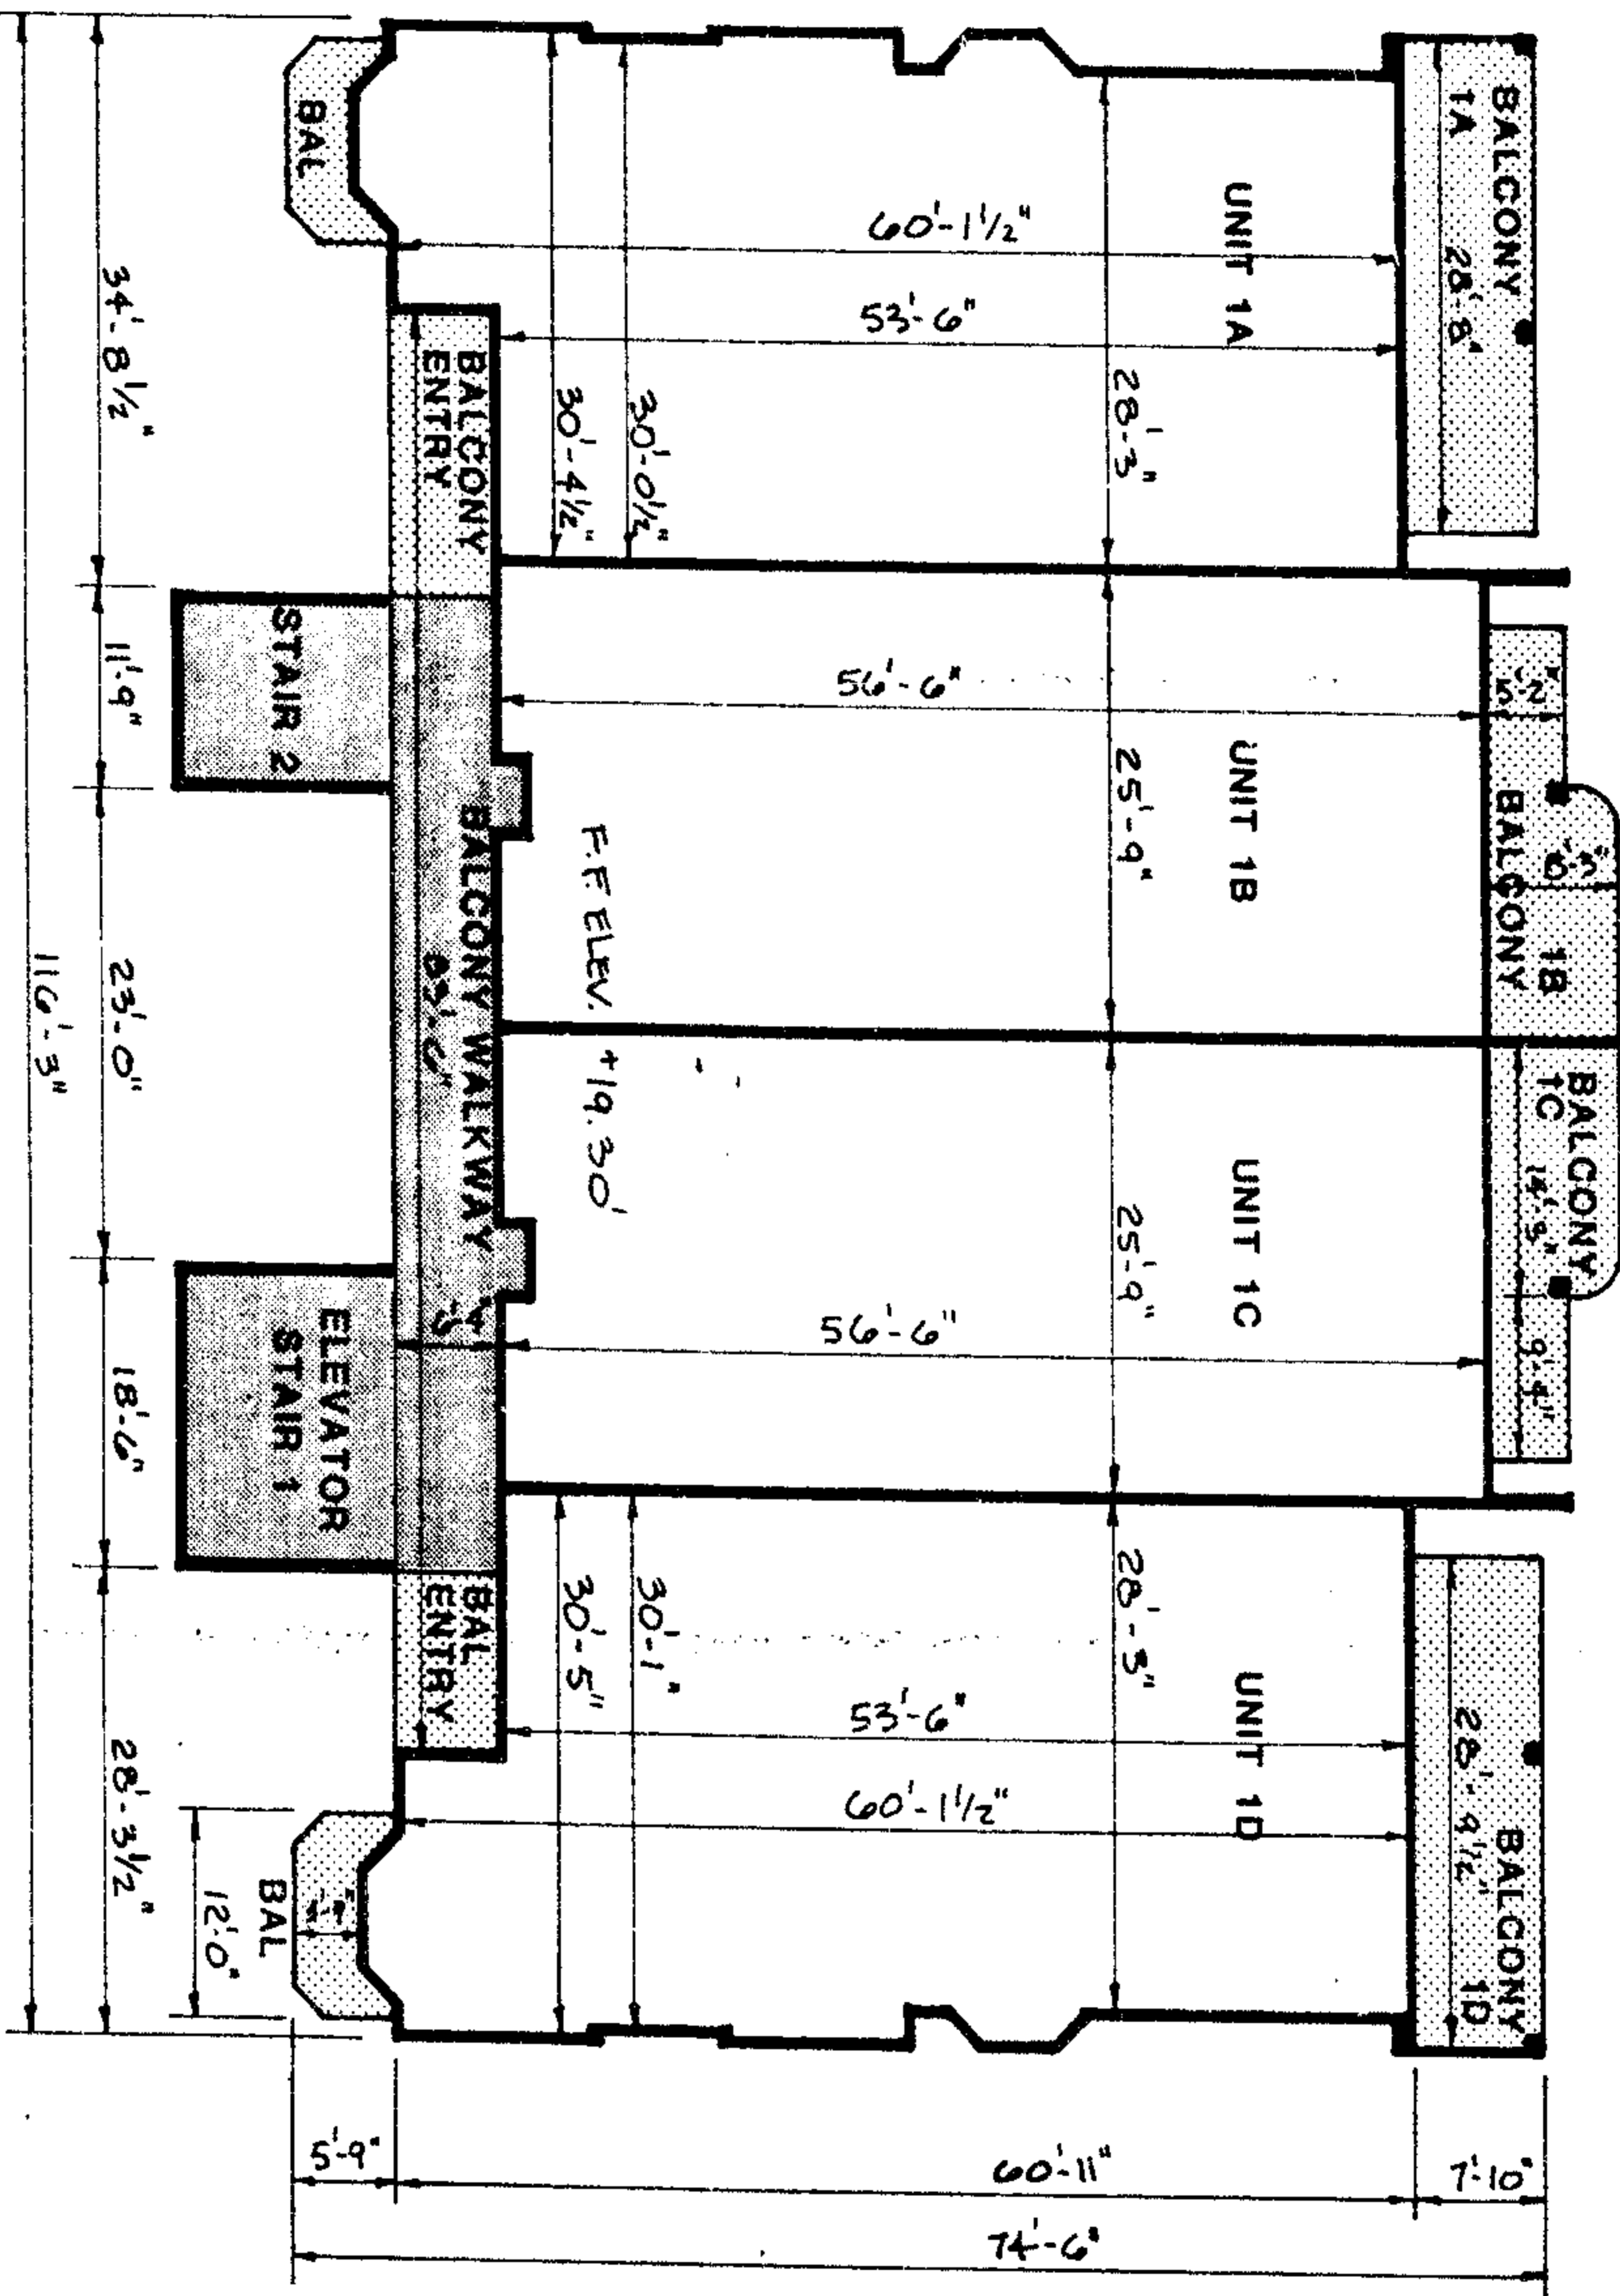 BALCONY
1A
28'-8"
5'-2"
BALCONY
1B
8'-3"
BALCONY
1C
14'-3"
9'-4"
BALCONY
1D
28'-9 1/2"
UNIT 1A
60'-1 1/2"
53'-6"
28'-3"
30'-0 1/2"
30'-4 1/2"
UNIT 1B
56'-6"
25'-9"
F.F. ELEV. +19.30'
UNIT 1C
25'-9"
56'-6"
UNIT 1D
28'-3"
53'-6"
60'-1 1/2"
30'-1"
30'-5"
BALCONY
ENTRY
BALCONY WALKWAY
BAL
ENTRY
BAL
STAIR 2
ELEVATOR
STAIR 1
BAL
12'-0"
34'-8 1/2"
11'-9"
23'-0"
18'-6"
28'-3 1/2"
116'-3"
5'-9"
60'-11"
7'-10"
74'-6"